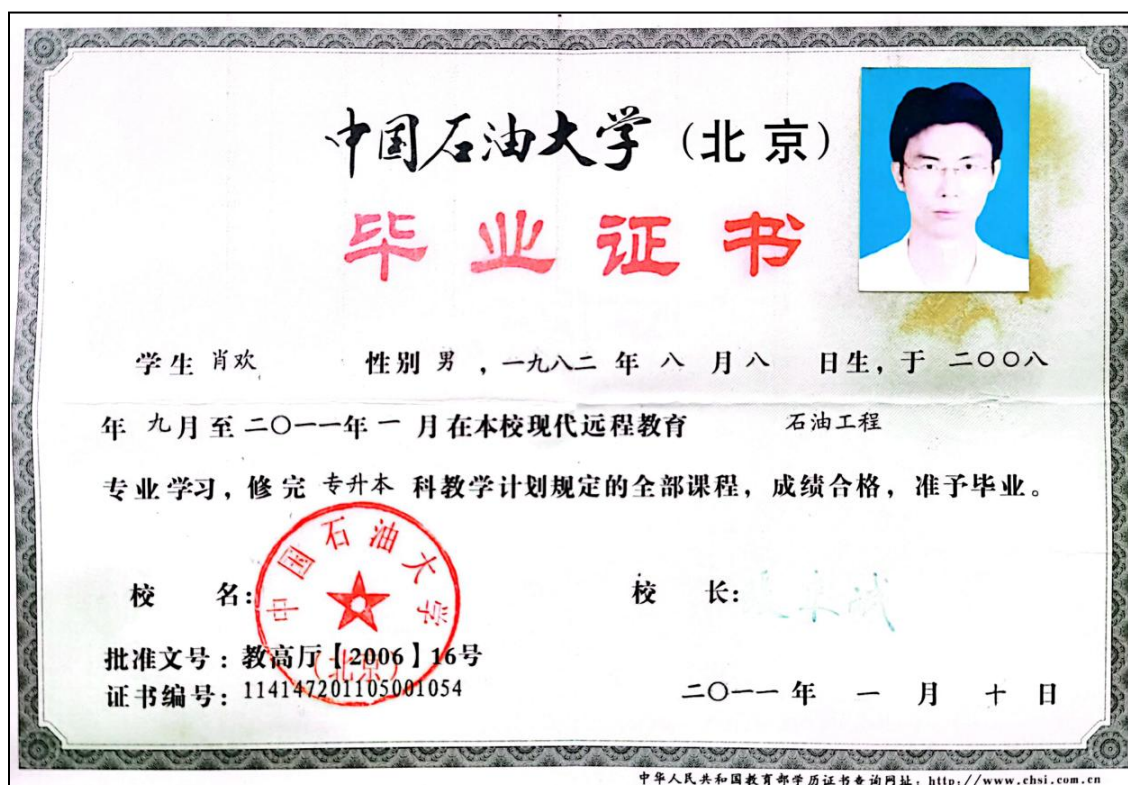 中国石油大学（北京）
毕业证书
学生 肖欢 性别 男 ，一九八二 年 八 月 八 日生，于 二〇〇八
年 九月 至 二〇一一年 一 月在本校现代远程教育 石油工程
专业学习，修完 专升本 科教学计划规定的全部课程，成绩合格，准予毕业。
校 名：
中国石油大学
（北京）
校 长：
批准文号：教高厅【2006】16号
证书编号：114147201105001054
二〇一一 年 一 月 十 日
中华人民共和国教育部学历证书查询网址：http://www.chsi.com.cn